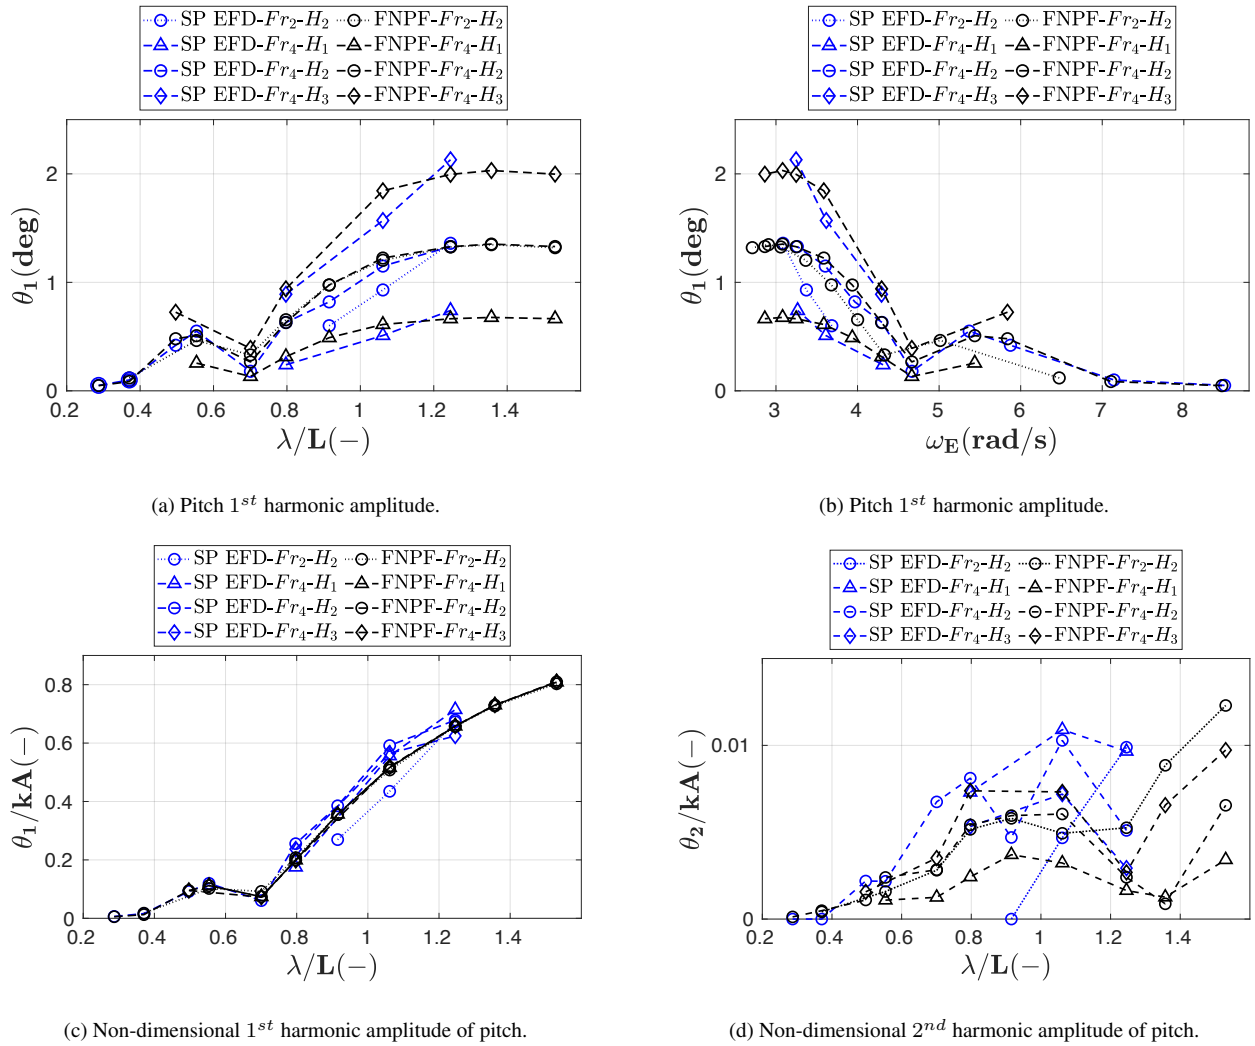 SP EFD-Fr₂-H₂ FNPF-Fr₂-H₂
SP EFD-Fr₄-H₁ FNPF-Fr₄-H₁
SP EFD-Fr₄-H₂ FNPF-Fr₄-H₂
SP EFD-Fr₄-H₃ FNPF-Fr₄-H₃
2
1
0
θ₁(deg)
0.2 0.4 0.6 0.8 1 1.2 1.4
λ/L(−)
(a) Pitch 1ˢᵗ harmonic amplitude.
SP EFD-Fr₂-H₂ FNPF-Fr₂-H₂
SP EFD-Fr₄-H₁ FNPF-Fr₄-H₁
SP EFD-Fr₄-H₂ FNPF-Fr₄-H₂
SP EFD-Fr₄-H₃ FNPF-Fr₄-H₃
2
1
0
θ₁(deg)
3 4 5 6 7 8
ω_E(rad/s)
(b) Pitch 1ˢᵗ harmonic amplitude.
SP EFD-Fr₂-H₂ FNPF-Fr₂-H₂
SP EFD-Fr₄-H₁ FNPF-Fr₄-H₁
SP EFD-Fr₄-H₂ FNPF-Fr₄-H₂
SP EFD-Fr₄-H₃ FNPF-Fr₄-H₃
0.8
0.6
0.4
0.2
0
θ₁/kA(−)
0.2 0.4 0.6 0.8 1 1.2 1.4
λ/L(−)
(c) Non-dimensional 1ˢᵗ harmonic amplitude of pitch.
SP EFD-Fr₂-H₂ FNPF-Fr₂-H₂
SP EFD-Fr₄-H₁ FNPF-Fr₄-H₁
SP EFD-Fr₄-H₂ FNPF-Fr₄-H₂
SP EFD-Fr₄-H₃ FNPF-Fr₄-H₃
0.01
0
θ₂/kA(−)
0.2 0.4 0.6 0.8 1 1.2 1.4
λ/L(−)
(d) Non-dimensional 2ⁿᵈ harmonic amplitude of pitch.